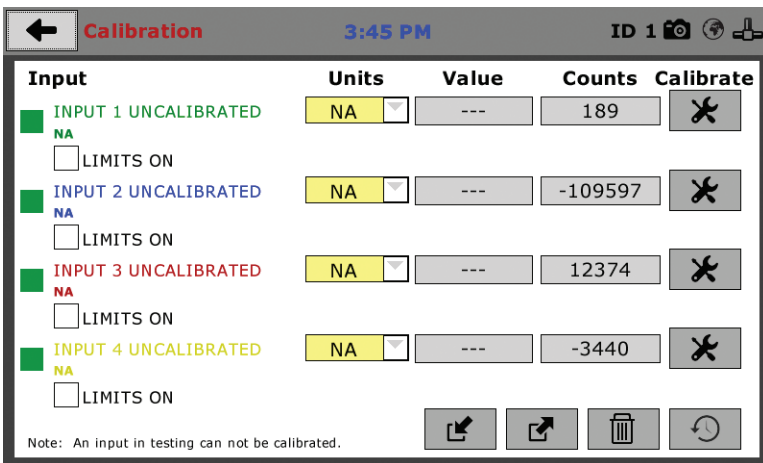 Calibration 3:45 PM ID 1
Input Units Value Counts Calibrate
INPUT 1 UNCALIBRATED NA --- 189
NA
LIMITS ON
INPUT 2 UNCALIBRATED NA --- -109597
NA
LIMITS ON
INPUT 3 UNCALIBRATED NA --- 12374
NA
LIMITS ON
INPUT 4 UNCALIBRATED NA --- -3440
NA
LIMITS ON
Note: An input in testing can not be calibrated.